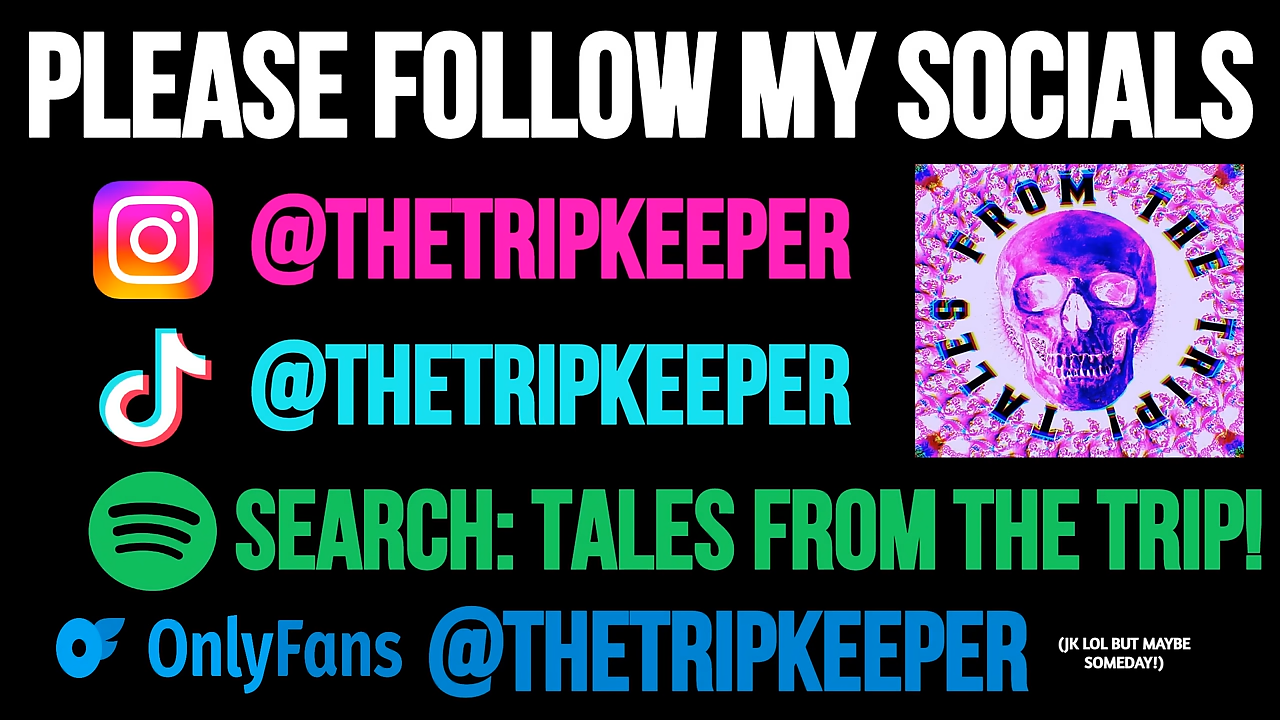 PLEASE FOLLOW MY SOCIALS
@THETRIPKEEPER
TALES FROM THE TRIP!
@THETRIPKEEPER
SEARCH: TALES FROM THE TRIP!
OnlyFans @THETRIPKEEPER
(JK LOL BUT MAYBE
SOMEDAY!)